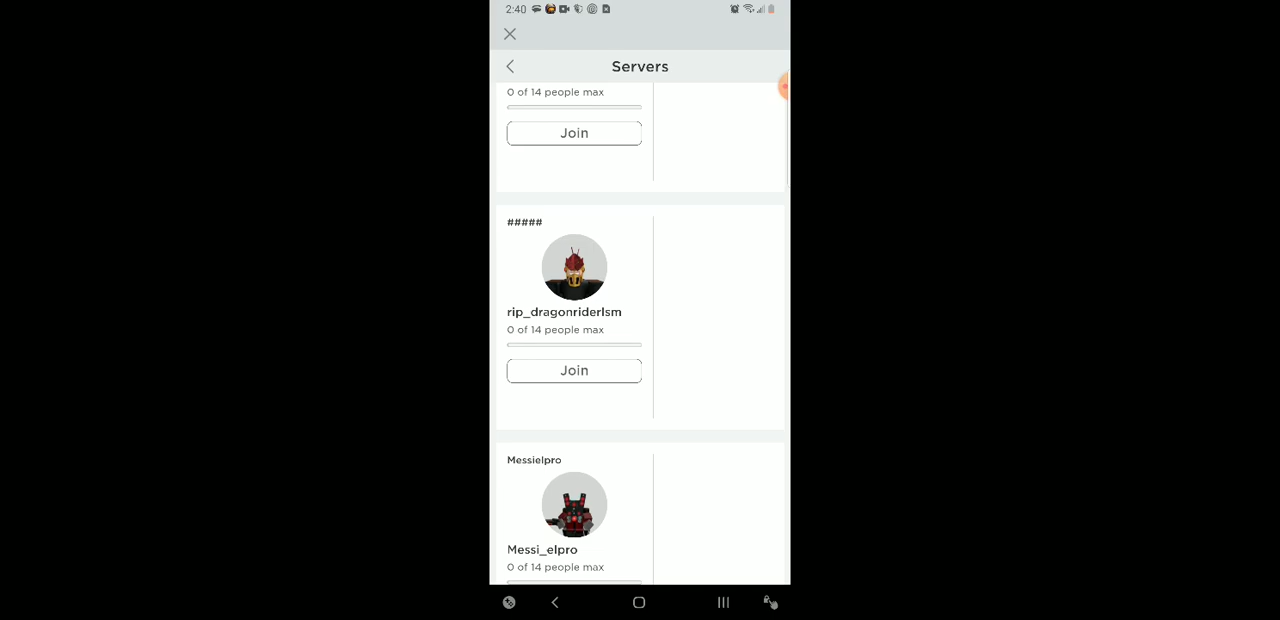 2:40
Servers
0 of 14 people max
Join
#####
rip_dragonriderlsm
0 of 14 people max
Join
Messielpro
Messi_elpro
0 of 14 people max